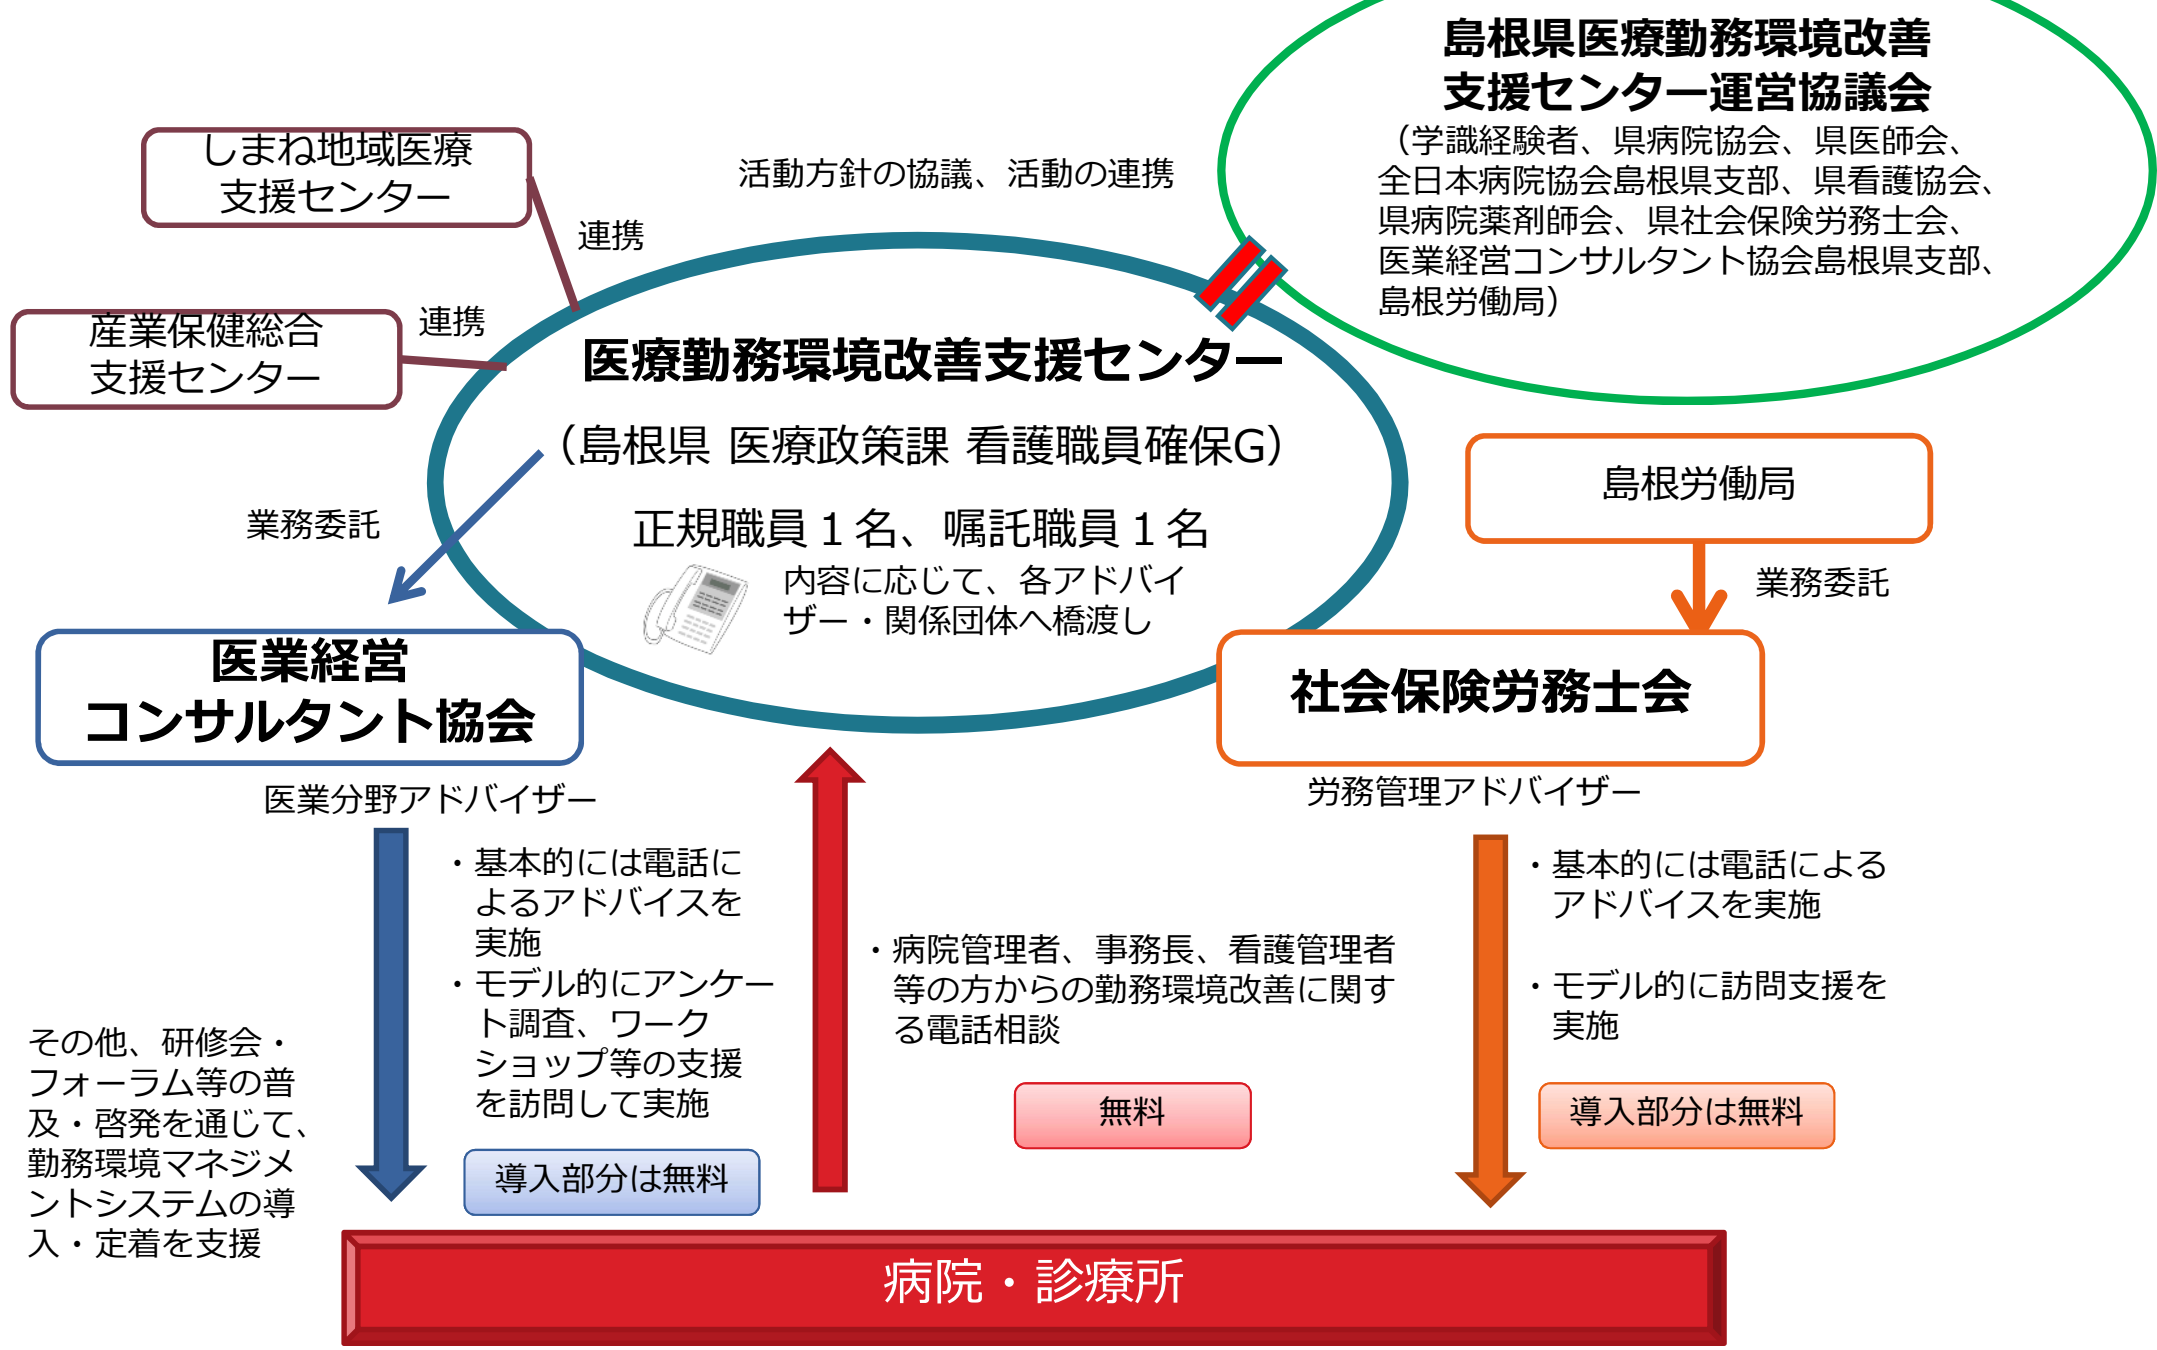 島根県医療勤務環境改善
支援センター運営協議会
（学識経験者、県病院協会、県医師会、
全日本病院協会島根県支部、県看護協会、
県病院薬剤師会、県社会保険労務士会、
医業経営コンサルタント協会島根県支部、
島根労働局）
しまね地域医療
支援センター
活動方針の協議、活動の連携
連携
産業保健総合
支援センター
連携
医療勤務環境改善支援センター
（島根県 医療政策課 看護職員確保G）
正規職員１名、嘱託職員１名
内容に応じて、各アドバイ
ザー・関係団体へ橋渡し
業務委託
島根労働局
業務委託
医業経営
コンサルタント協会
社会保険労務士会
医業分野アドバイザー
労務管理アドバイザー
・基本的には電話に
よるアドバイスを
実施
・モデル的にアンケー
ト調査、ワーク
ショップ等の支援
を訪問して実施
導入部分は無料
・病院管理者、事務長、看護管理者
等の方からの勤務環境改善に関す
る電話相談
無料
・基本的には電話による
アドバイスを実施
・モデル的に訪問支援を
実施
導入部分は無料
その他、研修会・
フォーラム等の普
及・啓発を通じて、
勤務環境マネジメ
ントシステムの導
入・定着を支援
病院・診療所